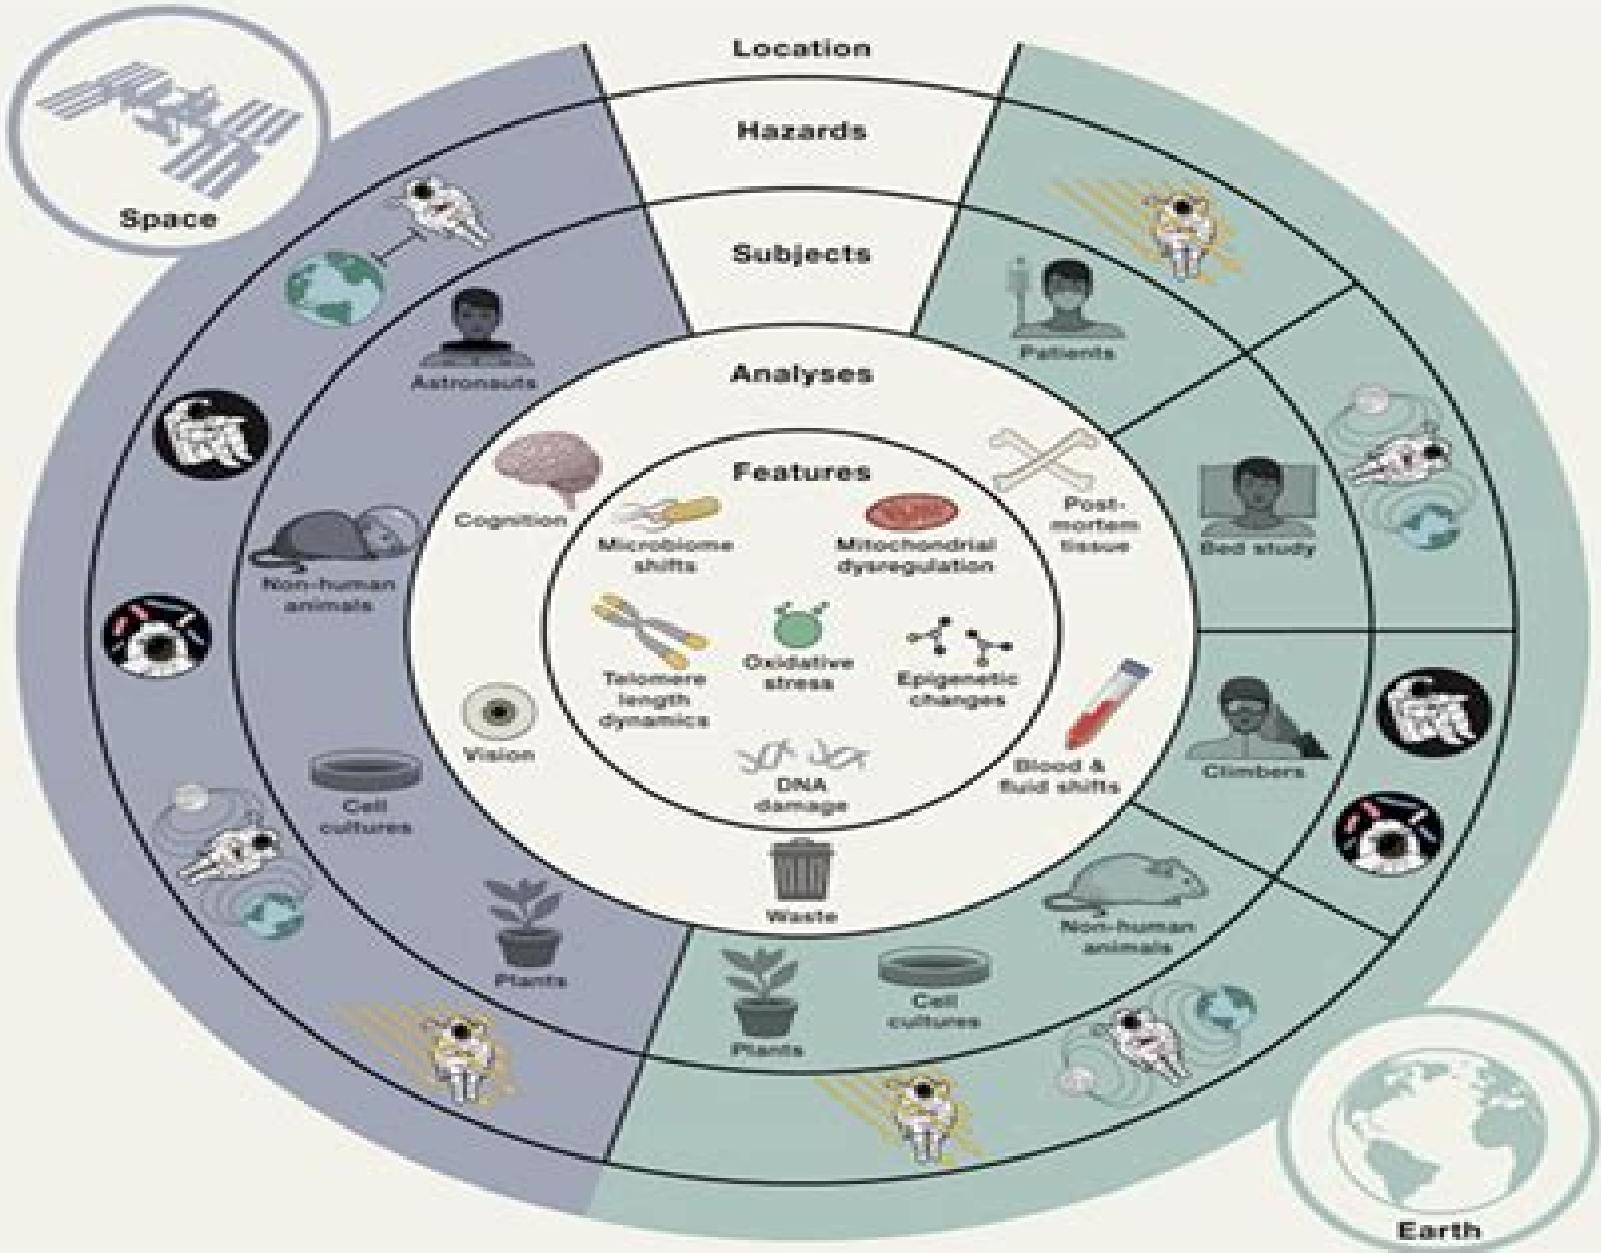 Location
Hazards
Subjects
Analyses
Features
Space
Astronauts
Non-human
animals
Cell
cultures
Plants
Patients
Bed study
Climbers
Non-human
animals
Cell
cultures
Plants
Cognition
Vision
Post-
mortem
tissue
Blood &
fluid shifts
Waste
Microbiome
shifts
Mitochondrial
dysregulation
Telomere
length
dynamics
Oxidative
stress
Epigenetic
changes
DNA
damage
Earth